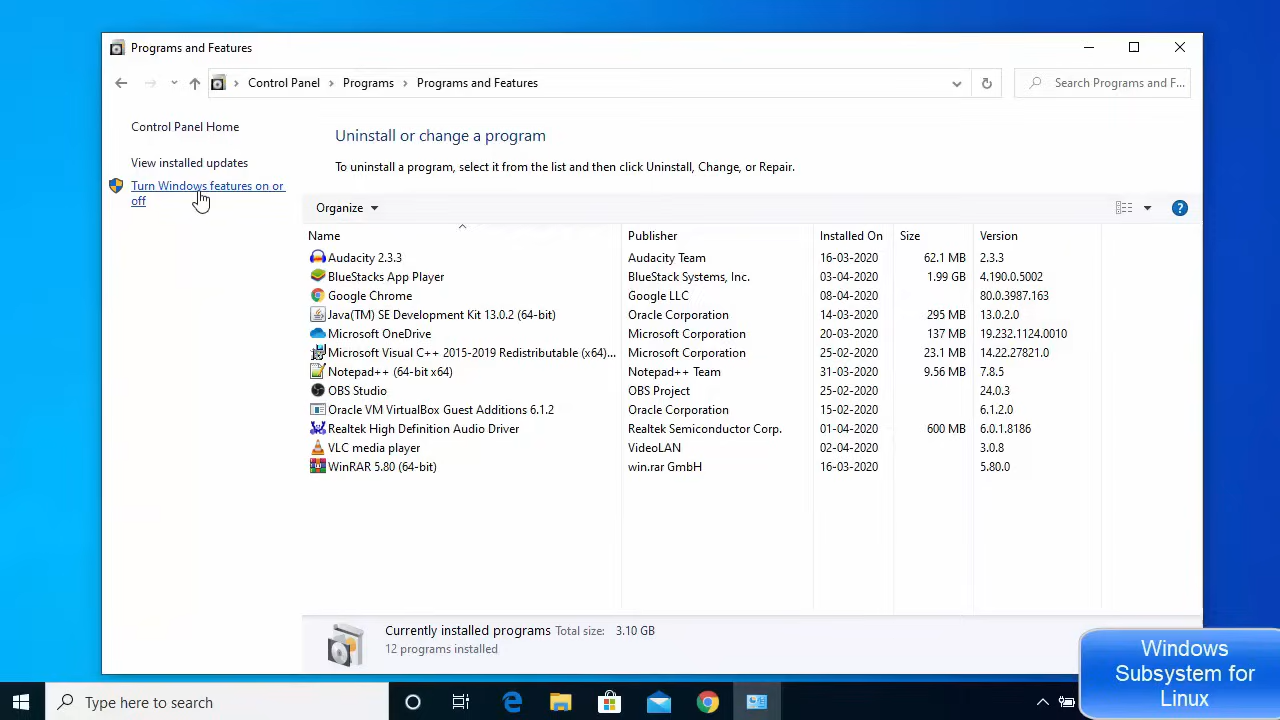 Programs and Features
Control Panel Programs Programs and Features
Search Programs and F...
Control Panel Home
View installed updates
Turn Windows features on or
off
Uninstall or change a program
To uninstall a program, select it from the list and then click Uninstall, Change, or Repair.
Organize
Name Publisher Installed On Size Version
Audacity 2.3.3 Audacity Team 16-03-2020 62.1 MB 2.3.3
BlueStacks App Player BlueStack Systems, Inc. 03-04-2020 1.99 GB 4.190.0.5002
Google Chrome Google LLC 08-04-2020 80.0.3987.163
Java(TM) SE Development Kit 13.0.2 (64-bit) Oracle Corporation 14-03-2020 295 MB 13.0.2.0
Microsoft OneDrive Microsoft Corporation 20-03-2020 137 MB 19.232.1124.0010
Microsoft Visual C++ 2015-2019 Redistributable (x64)... Microsoft Corporation 25-02-2020 23.1 MB 14.22.27821.0
Notepad++ (64-bit x64) Notepad++ Team 31-03-2020 9.56 MB 7.8.5
OBS Studio OBS Project 25-02-2020 24.0.3
Oracle VM VirtualBox Guest Additions 6.1.2 Oracle Corporation 15-02-2020 6.1.2.0
Realtek High Definition Audio Driver Realtek Semiconductor Corp. 01-04-2020 600 MB 6.0.1.8186
VLC media player VideoLAN 02-04-2020 3.0.8
WinRAR 5.80 (64-bit) win.rar GmbH 16-03-2020 5.80.0
Currently installed programs Total size: 3.10 GB
12 programs installed
Windows
Subsystem for
Linux
Type here to search